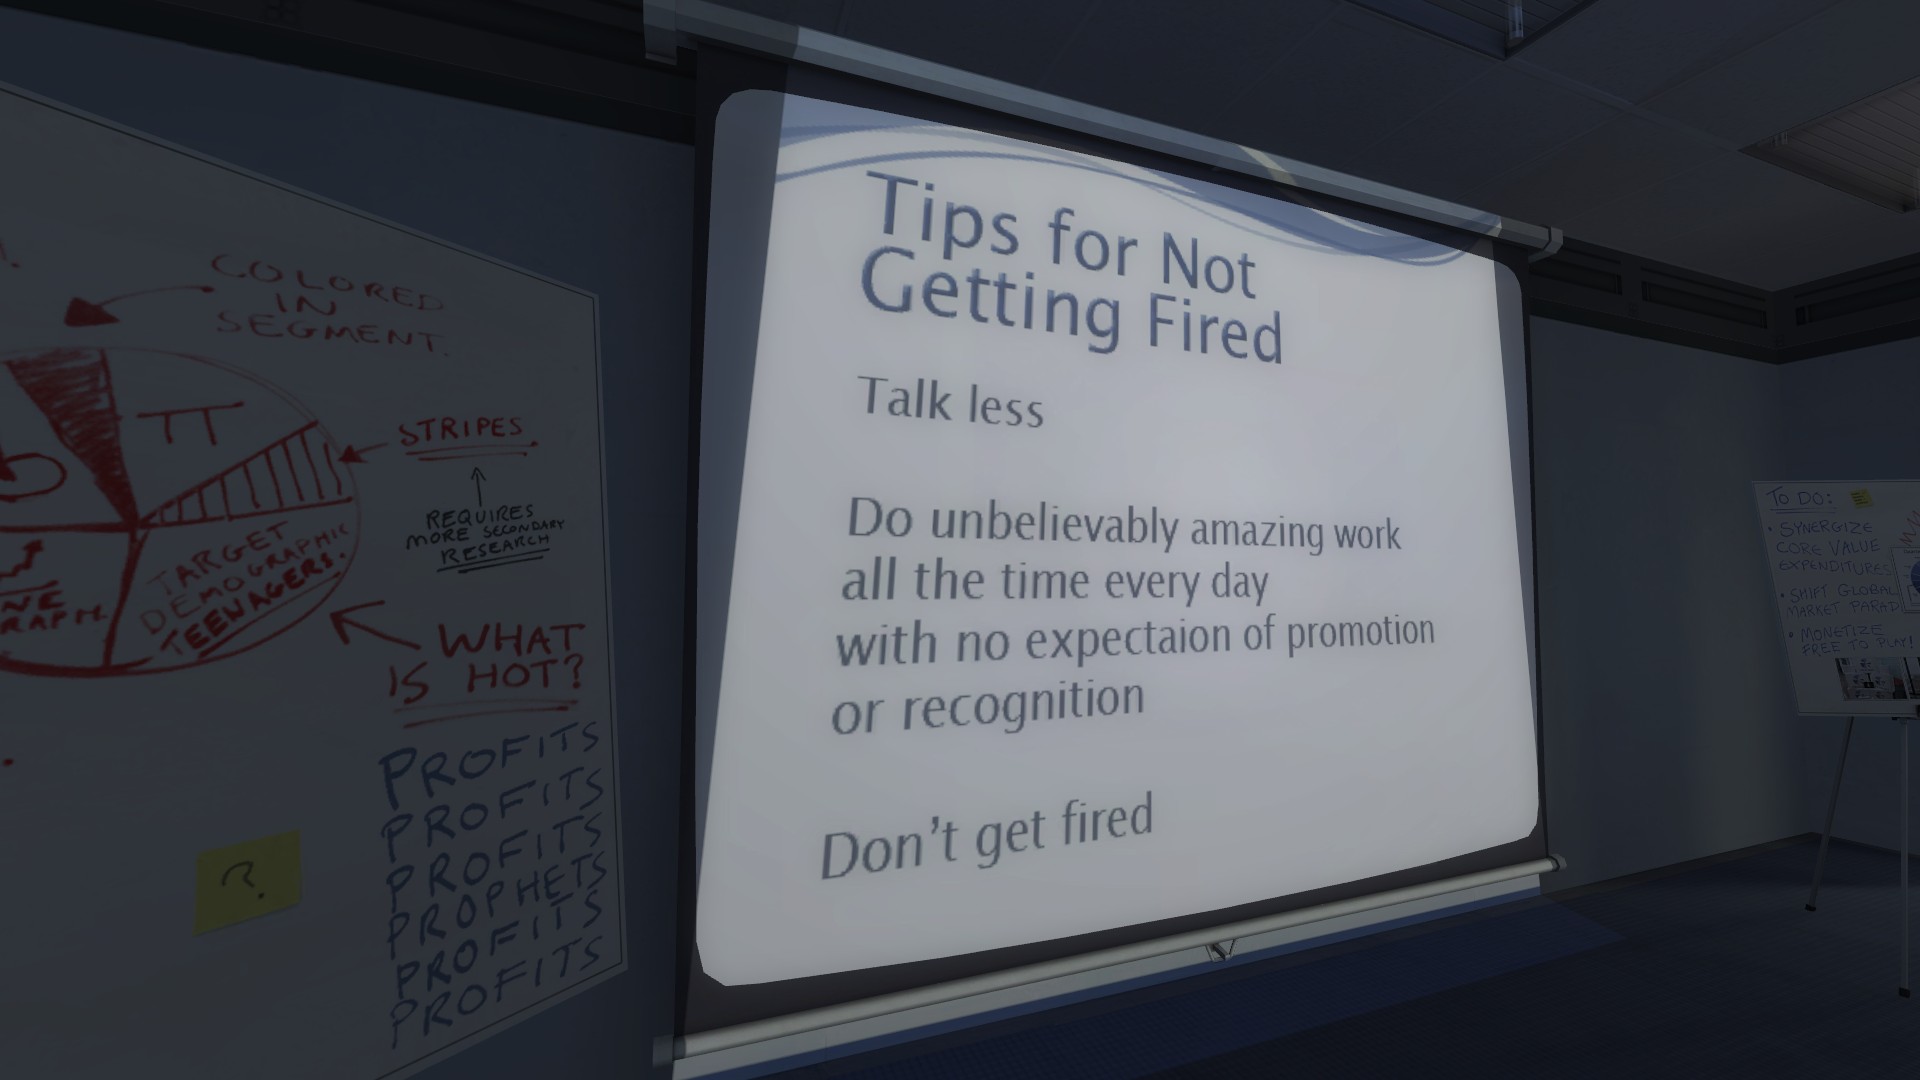 COLORED
IN
SEGMENT.
TT
STRIPES
REQUIRES
MORE SECONDARY
RESEARCH
TARGET
DEMOGRAPHIC
TEENAGERS.
WHAT
IS HOT?
PROFITS
PROFITS
PROFITS
PROPHETS
PROFITS
PROFITS
?
Tips for Not
Getting Fired
Talk less
Do unbelievably amazing work
all the time every day
with no expectaion of promotion
or recognition
Don't get fired
TO DO:
• SYNERGIZE
CORE VALUE
EXPENDITURES
• SHIFT GLOBAL
MARKET PARAD
• MONETIZE
FREE TO PLAY!